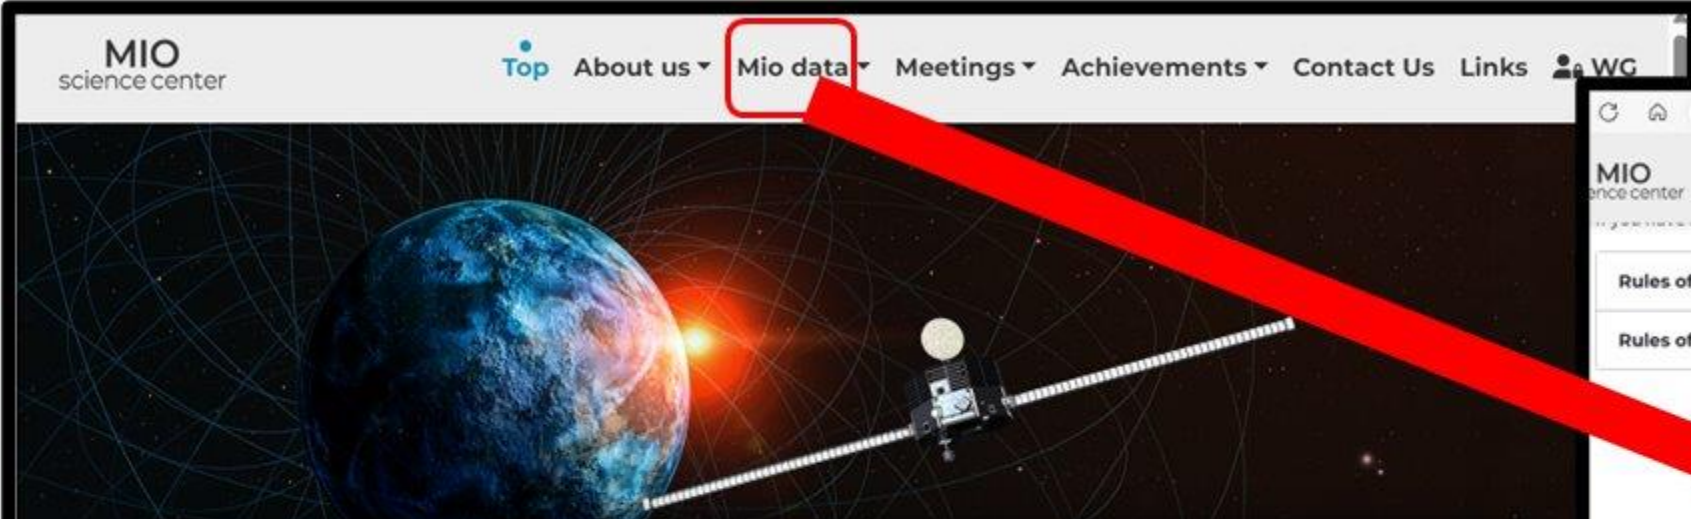 MIO
science center
Top About us Mio data Meetings Achievements Contact Us Links WG
MIO
ence center
Rules of
Rules of